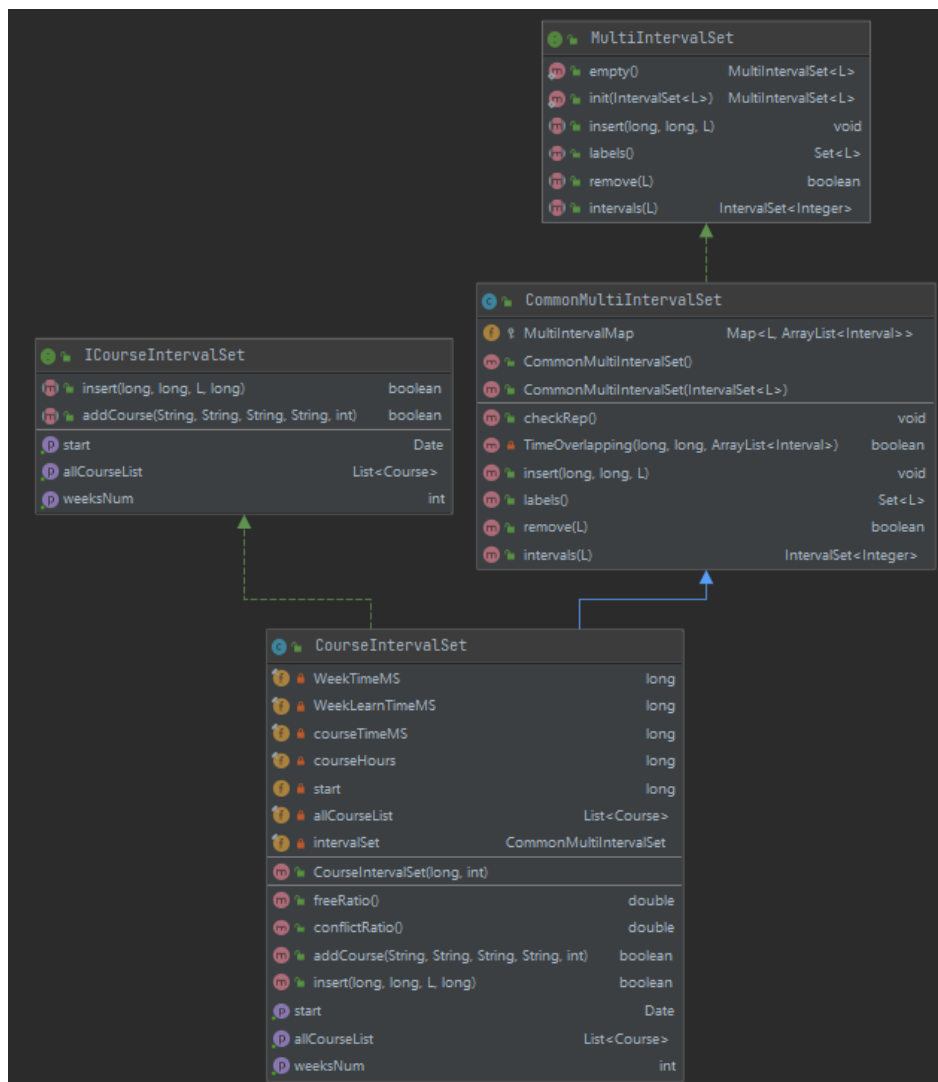 MultiIntervalSet
empty() MultiIntervalSet<L>
init(IntervalSet<L>) MultiIntervalSet<L>
insert(long, long, L) void
labels() Set<L>
remove(L) boolean
intervals(L) IntervalSet<Integer>
CommonMultiIntervalSet
MultiIntervalMap Map<L, ArrayList<Interval>>
CommonMultiIntervalSet()
CommonMultiIntervalSet(IntervalSet<L>)
checkRep() void
TimeOverlapping(long, long, ArrayList<Interval>) boolean
insert(long, long, L) void
labels() Set<L>
remove(L) boolean
intervals(L) IntervalSet<Integer>
ICourseIntervalSet
insert(long, long, L, long) boolean
addCourse(String, String, String, String, int) boolean
start Date
allCourseList List<Course>
weeksNum int
CourseIntervalSet
WeekTimeMS long
WeekLearnTimeMS long
courseTimeMS long
courseHours long
start long
allCourseList List<Course>
intervalSet CommonMultiIntervalSet
CourseIntervalSet(long, int)
freeRatio() double
conflictRatio() double
addCourse(String, String, String, String, int) boolean
insert(long, long, L, long) boolean
start Date
allCourseList List<Course>
weeksNum int